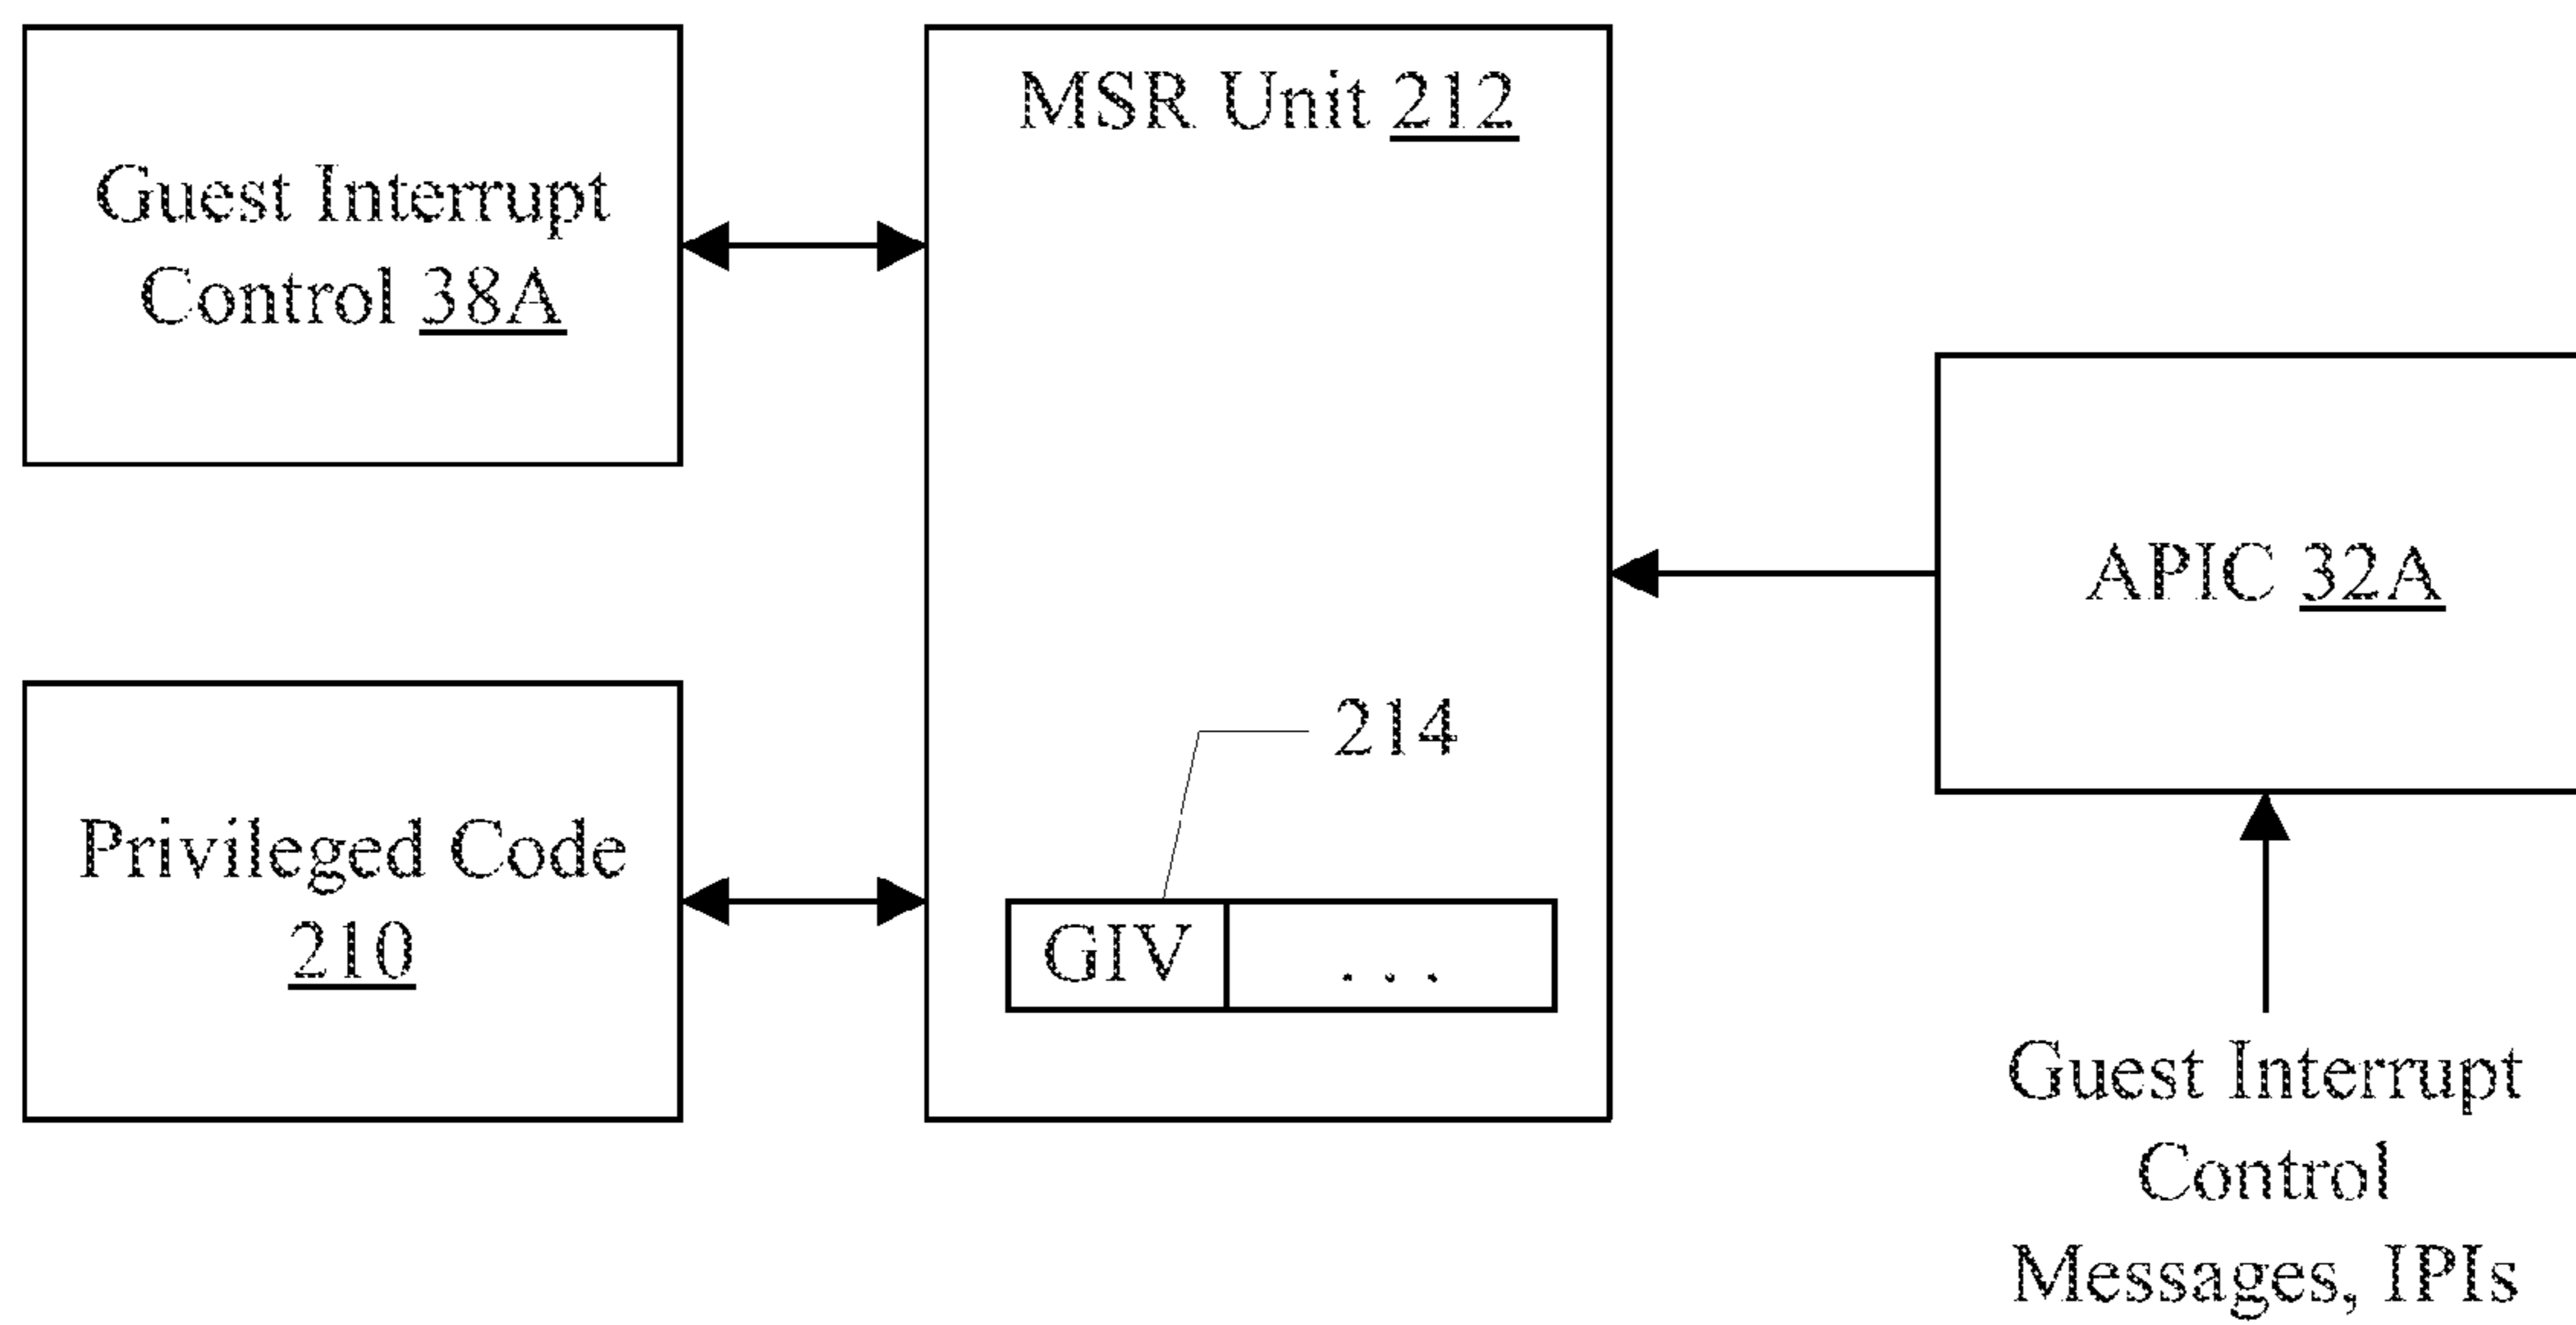 Guest Interrupt
Control 38A
MSR Unit 212
APIC 32A
214
GIV
. . .
Privileged Code
210
Guest Interrupt
Control
Messages, IPIs